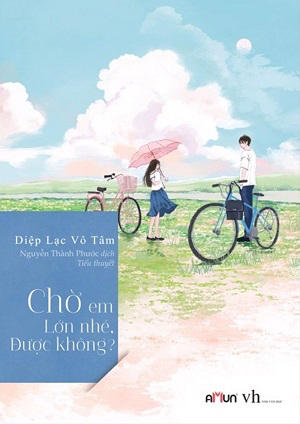 Diệp Lạc Vô Tâm
Nguyễn Thành Phước dịch
Tiểu thuyết
Chờ em
Lớn nhé,
Được không?
AMUN vh